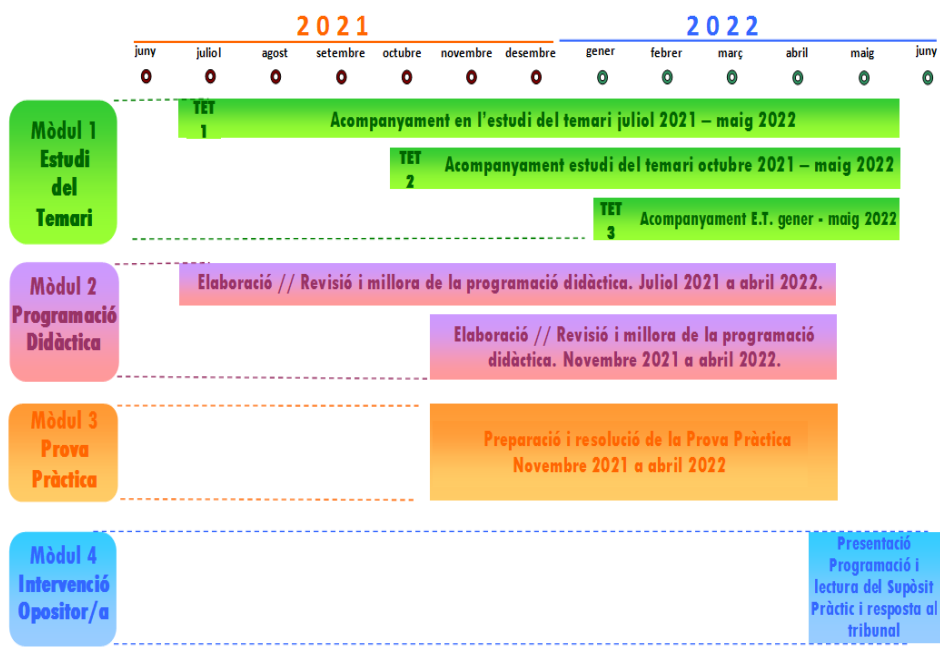 2021
2022
juny juliol agost setembre octubre novembre desembre gener febrer març abril maig juny
Mòdul 1
Estudi
del
Temari
TET
1
Acompanyament en l'estudi del temari juliol 2021 – maig 2022
TET
2
Acompanyament estudi del temari octubre 2021 – maig 2022
TET
3
Acompanyament E.T. gener - maig 2022
Mòdul 2
Programació
Didàctica
Elaboració // Revisió i millora de la programació didàctica. Juliol 2021 a abril 2022.
Elaboració // Revisió i millora de la programació
didàctica. Novembre 2021 a abril 2022.
Mòdul 3
Prova
Pràctica
Preparació i resolució de la Prova Pràctica
Novembre 2021 a abril 2022
Mòdul 4
Intervenció
Opositor/a
Presentació
Programació i
lectura del Supòsit
Pràctic i resposta al
tribunal